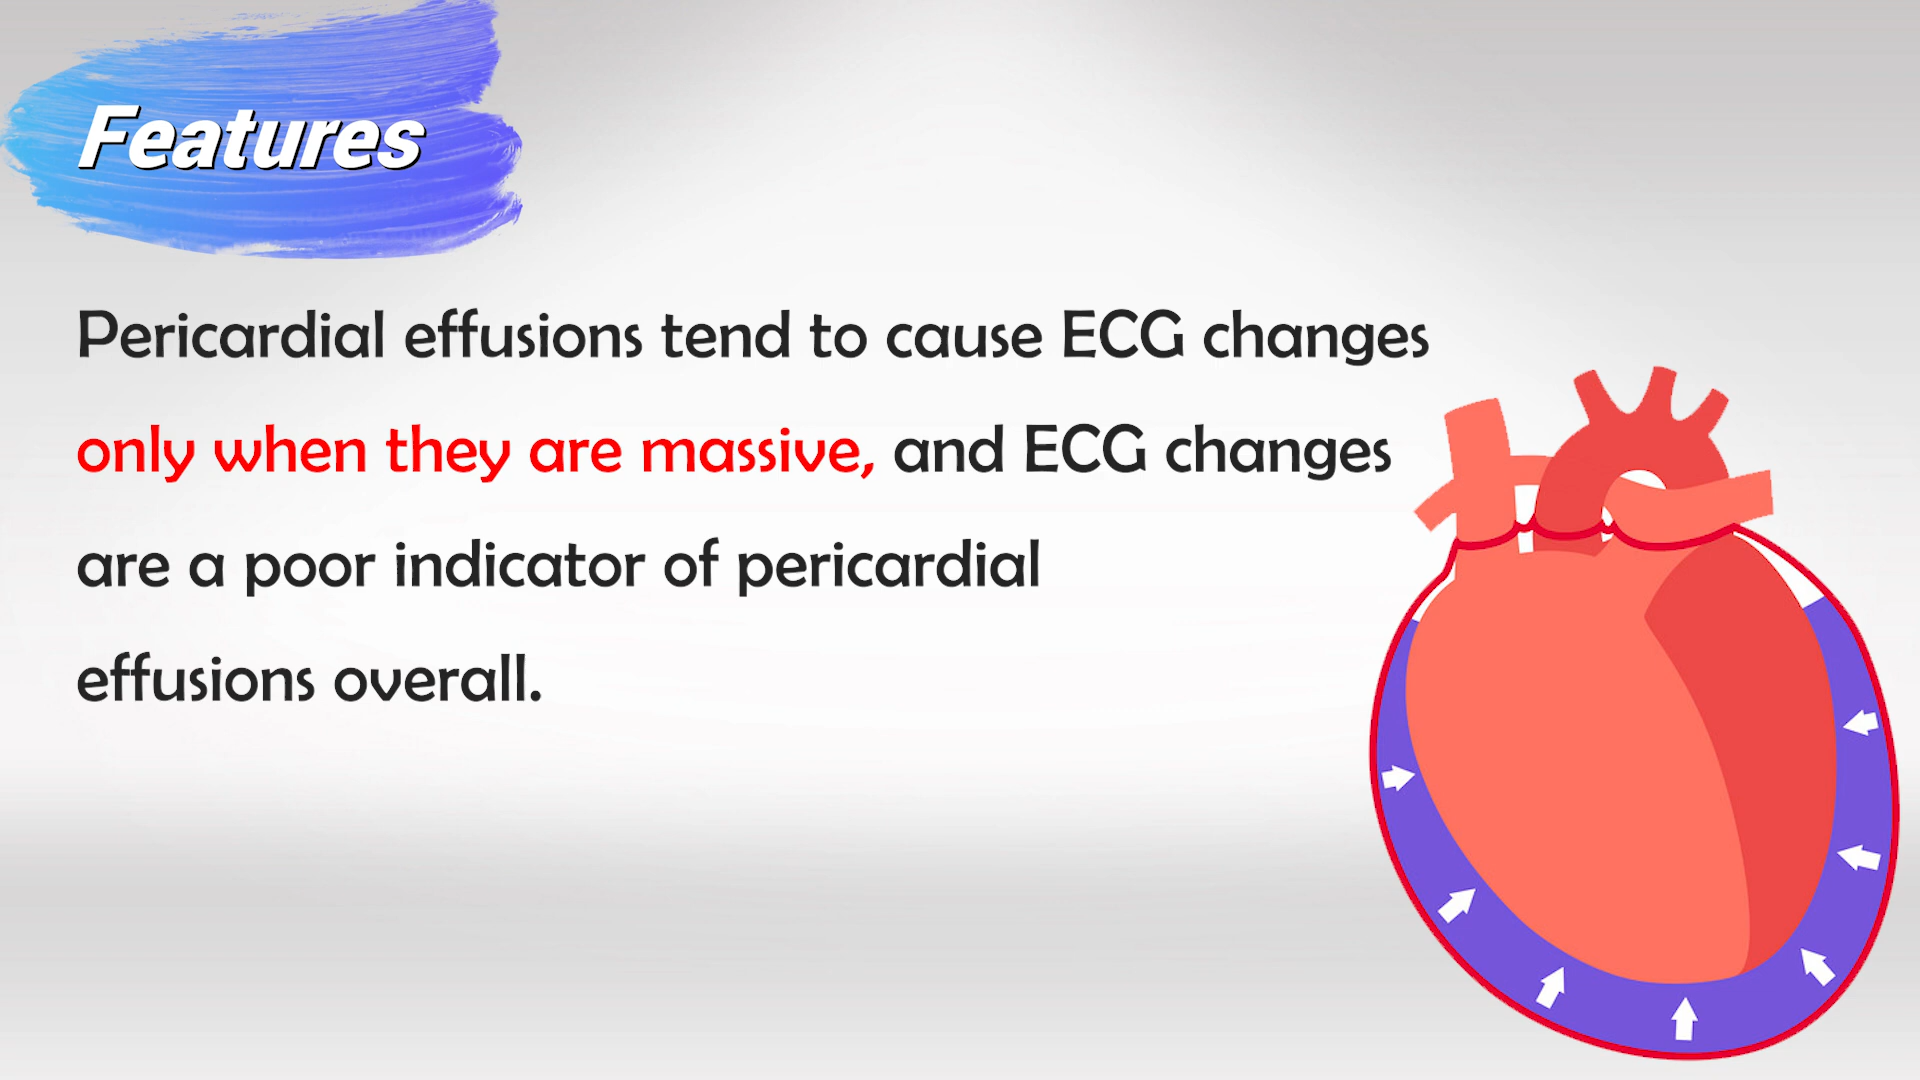 Features
Pericardial effusions tend to cause ECG changes
only when they are massive, and ECG changes
are a poor indicator of pericardial
effusions overall.